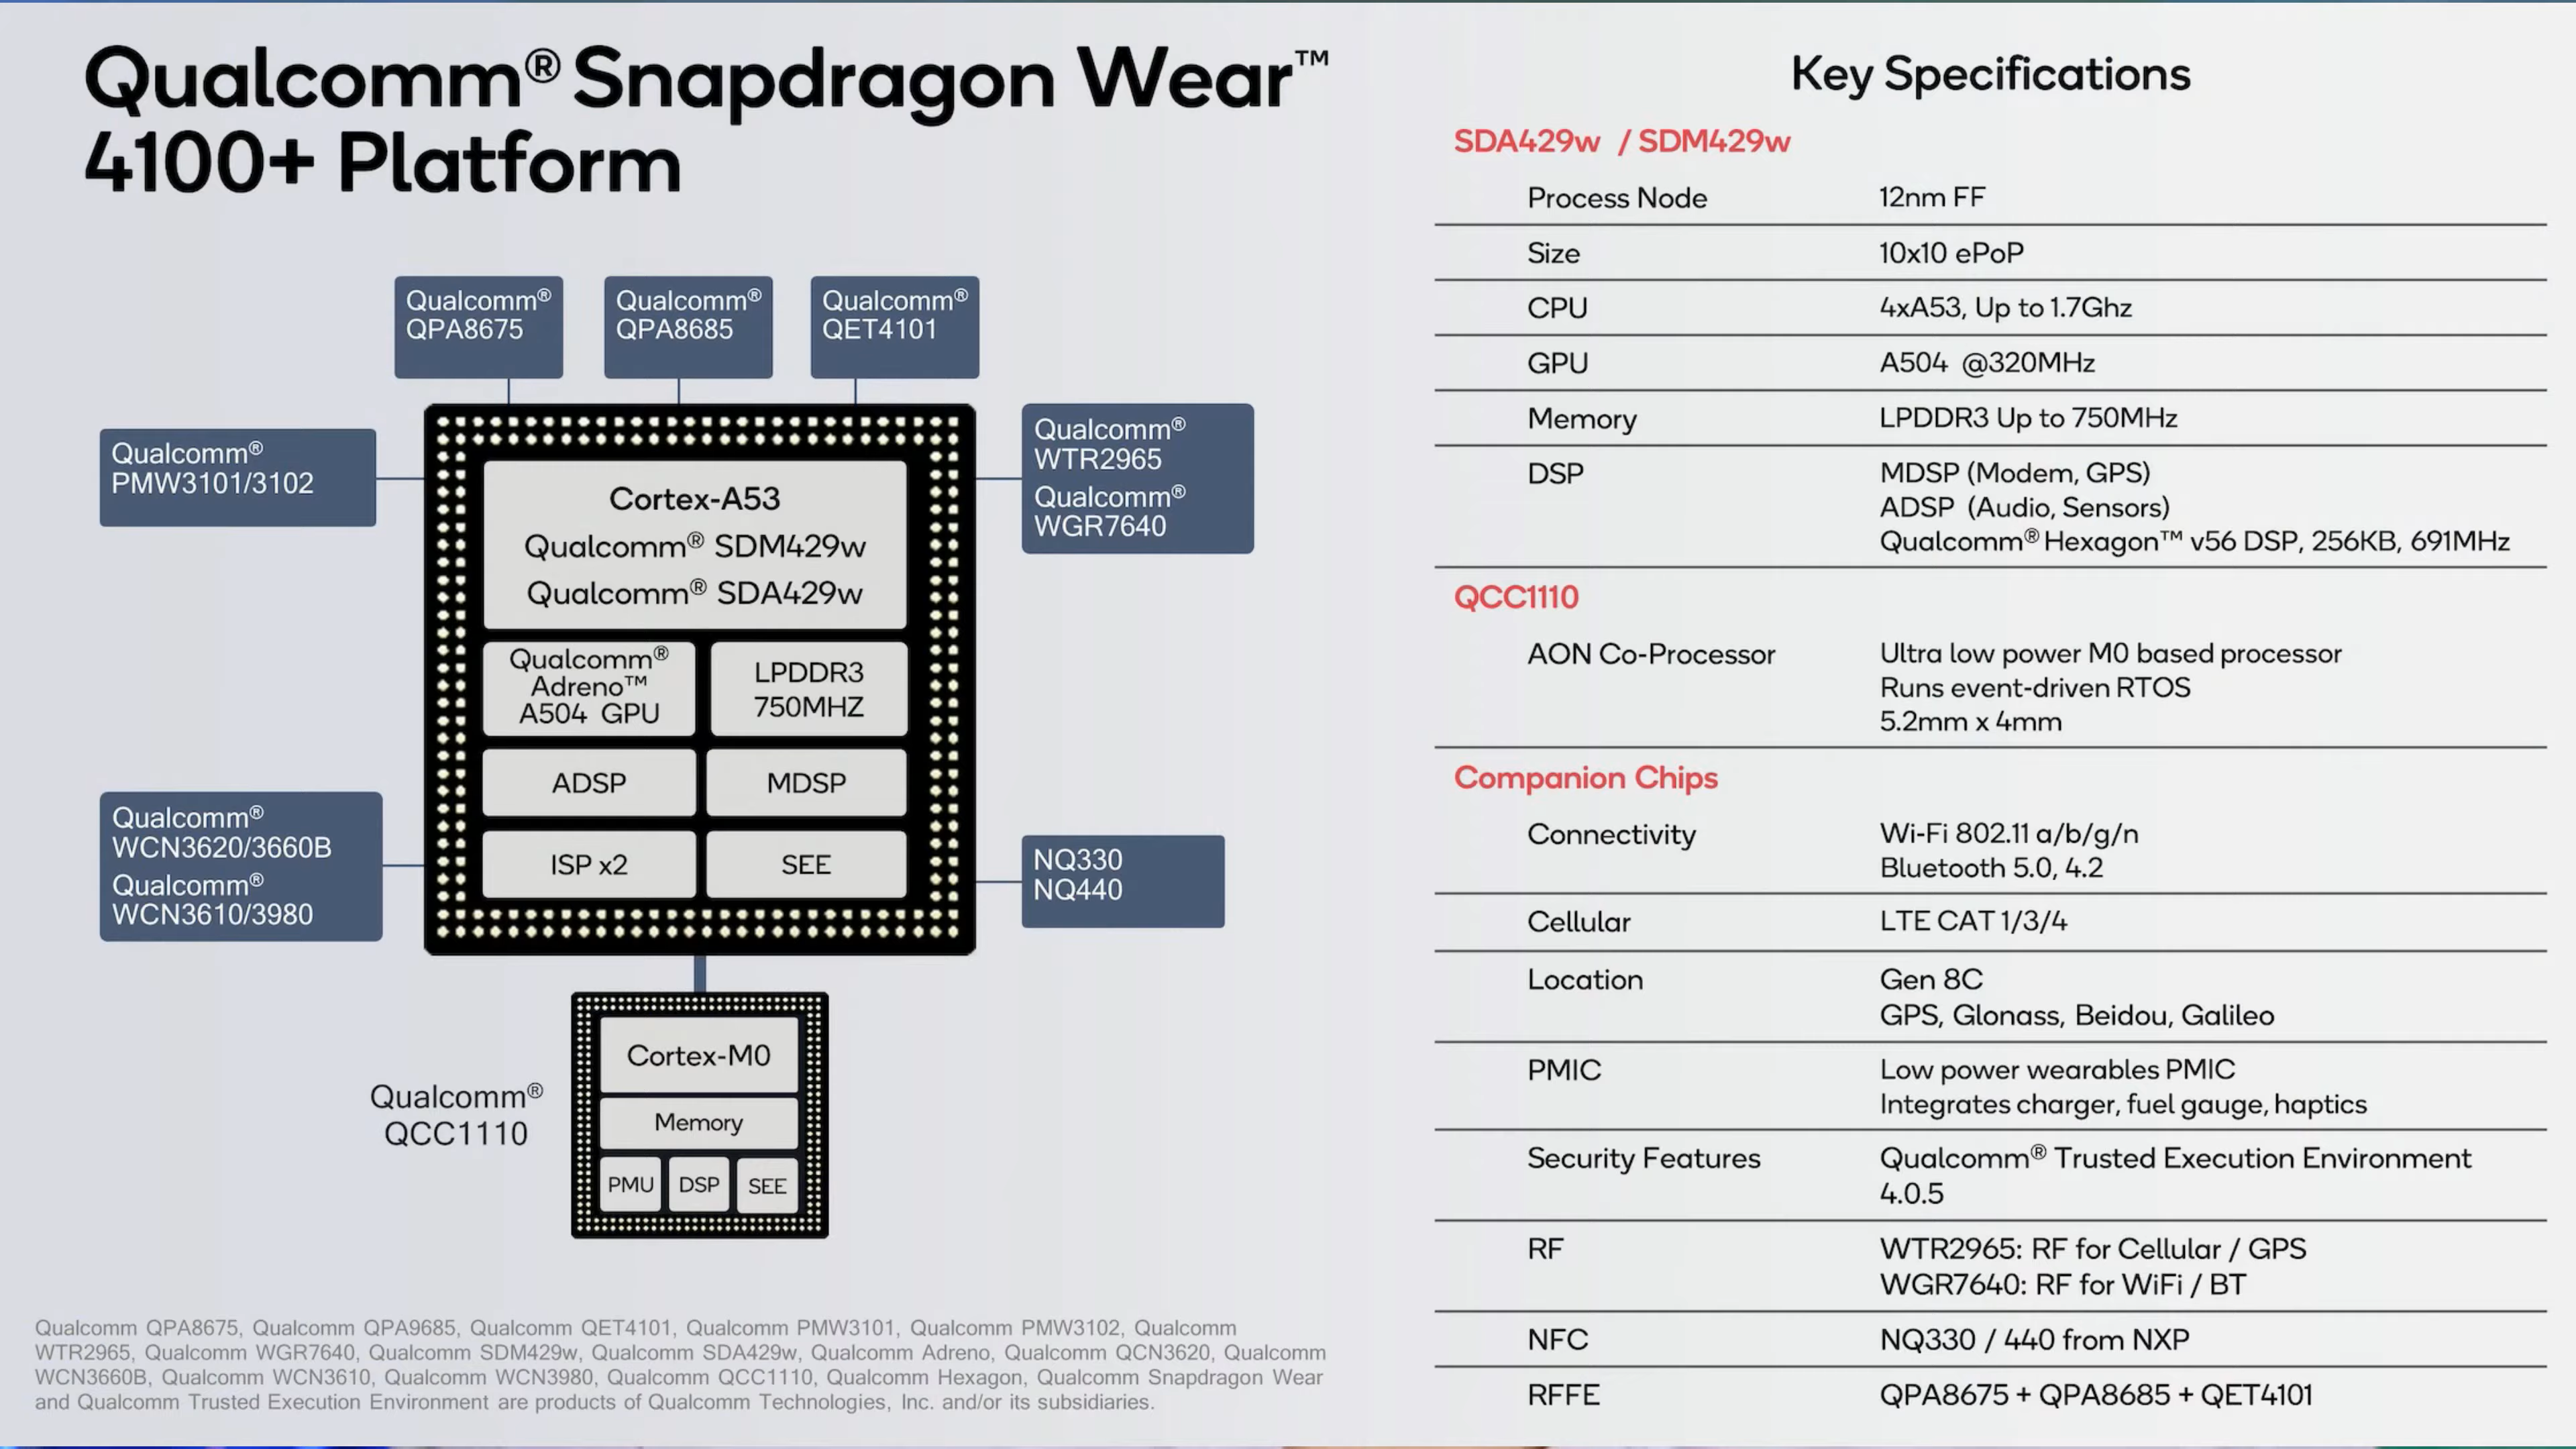 Qualcomm® Snapdragon Wear™
4100+ Platform
Qualcomm®
QPA8675
Qualcomm®
QPA8685
Qualcomm®
QET4101
Qualcomm®
PMW3101/3102
Qualcomm®
WTR2965
Qualcomm®
WGR7640
Cortex-A53
Qualcomm® SDM429w
Qualcomm® SDA429w
Qualcomm®
Adreno™
A504 GPU
LPDDR3
750MHZ
ADSP
MDSP
ISP x2
SEE
Qualcomm®
WCN3620/3660B
Qualcomm®
WCN3610/3980
NQ330
NQ440
Qualcomm®
QCC1110
Cortex-M0
Memory
PMU
DSP
SEE
Qualcomm QPA8675, Qualcomm QPA9685, Qualcomm QET4101, Qualcomm PMW3101, Qualcomm PMW3102, Qualcomm
WTR2965, Qualcomm WGR7640, Qualcomm SDM429w, Qualcomm SDA429w, Qualcomm Adreno, Qualcomm QCN3620, Qualcomm
WCN3660B, Qualcomm WCN3610, Qualcomm WCN3980, Qualcomm QCC1110, Qualcomm Hexagon, Qualcomm Snapdragon Wear
and Qualcomm Trusted Execution Environment are products of Qualcomm Technologies, Inc. and/or its subsidiaries.
Key Specifications
SDA429w / SDM429w
Process Node 12nm FF
Size 10x10 ePoP
CPU 4xA53, Up to 1.7Ghz
GPU A504 @320MHz
Memory LPDDR3 Up to 750MHz
DSP MDSP (Modem, GPS)
ADSP (Audio, Sensors)
Qualcomm® Hexagon™ v56 DSP, 256KB, 691MHz
QCC1110
AON Co-Processor Ultra low power M0 based processor
Runs event-driven RTOS
5.2mm x 4mm
Companion Chips
Connectivity Wi-Fi 802.11 a/b/g/n
Bluetooth 5.0, 4.2
Cellular LTE CAT 1/3/4
Location Gen 8C
GPS, Glonass, Beidou, Galileo
PMIC Low power wearables PMIC
Integrates charger, fuel gauge, haptics
Security Features Qualcomm® Trusted Execution Environment
4.0.5
RF WTR2965: RF for Cellular / GPS
WGR7640: RF for WiFi / BT
NFC NQ330 / 440 from NXP
RFFE QPA8675 + QPA8685 + QET4101